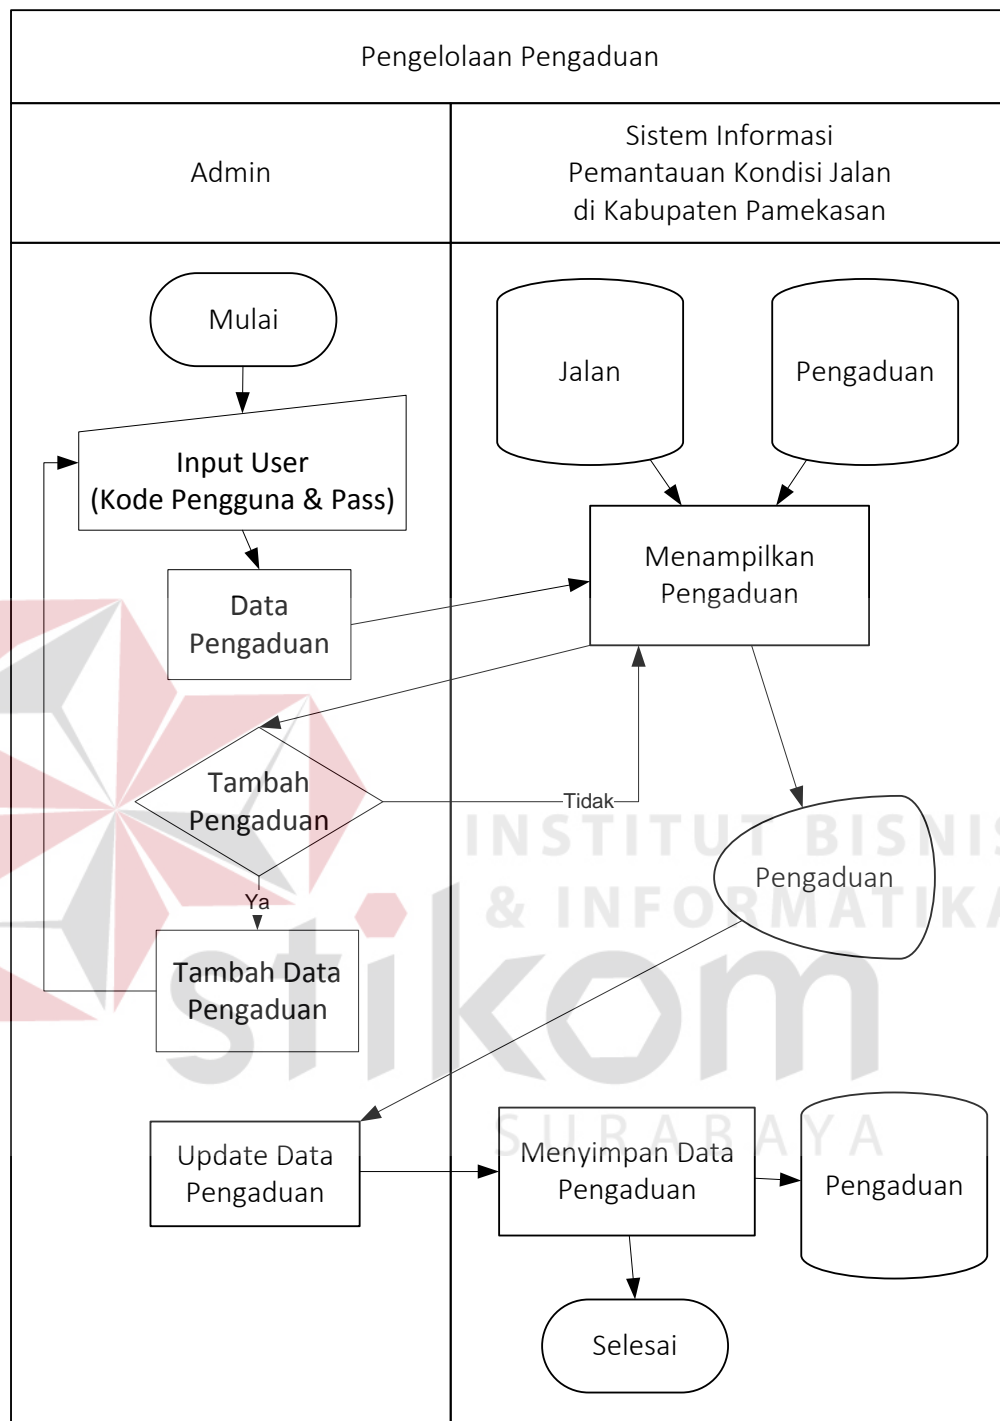 Pengelolaan Pengaduan
Admin
Sistem Informasi
Pemantauan Kondisi Jalan
di Kabupaten Pamekasan
Mulai
Jalan
Pengaduan
Input User
(Kode Pengguna & Pass)
Menampilkan
Pengaduan
Data
Pengaduan
Tambah
Pengaduan
Tidak
Ya
Pengaduan
Tambah Data
Pengaduan
Update Data
Pengaduan
Menyimpan Data
Pengaduan
Pengaduan
Selesai
INSTITUT BISNIS
& INFORMATIKA
stikom
SURABAYA